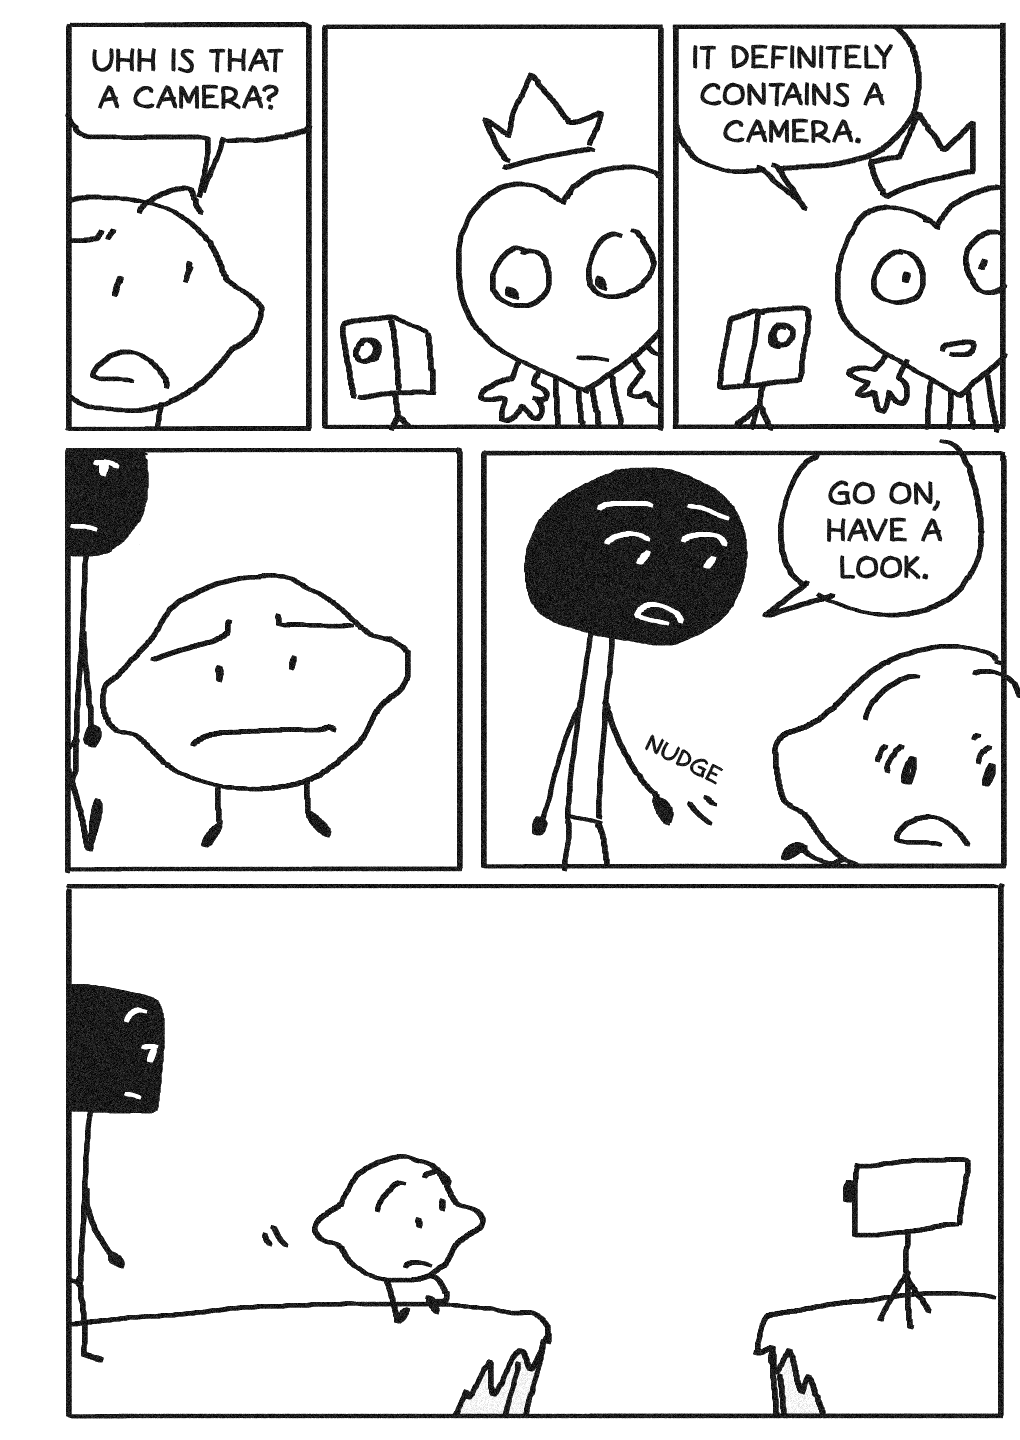 UHH IS THAT
A CAMERA?
IT DEFINITELY
CONTAINS A
CAMERA.
GO ON,
HAVE A
LOOK.
NUDGE